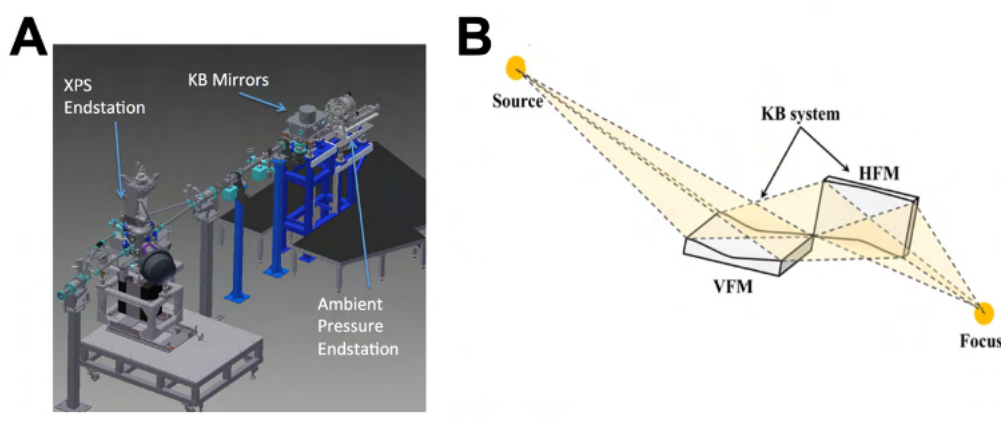 A
XPS
Endstation
KB Mirrors
Ambient
Pressure
Endstation
B
Source
KB system
HFM
VFM
Focus